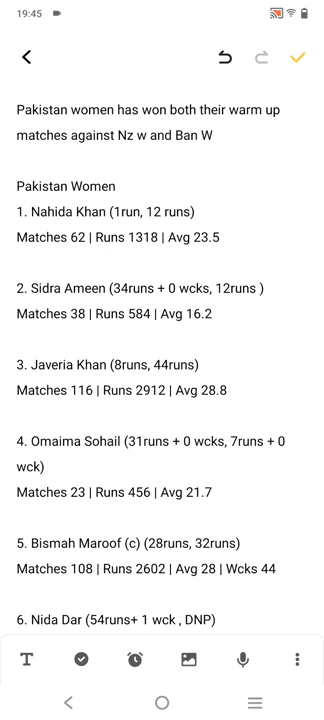 19:45
Pakistan women has won both their warm up
matches against Nz w and Ban W
Pakistan Women
1. Nahida Khan (1run, 12 runs)
Matches 62 | Runs 1318 | Avg 23.5
2. Sidra Ameen (34runs + 0 wcks, 12runs )
Matches 38 | Runs 584 | Avg 16.2
3. Javeria Khan (8runs, 44runs)
Matches 116 | Runs 2912 | Avg 28.8
4. Omaima Sohail (31runs + 0 wcks, 7runs + 0
wck)
Matches 23 | Runs 456 | Avg 21.7
5. Bismah Maroof (c) (28runs, 32runs)
Matches 108 | Runs 2602 | Avg 28 | Wcks 44
6. Nida Dar (54runs+ 1 wck , DNP)
T